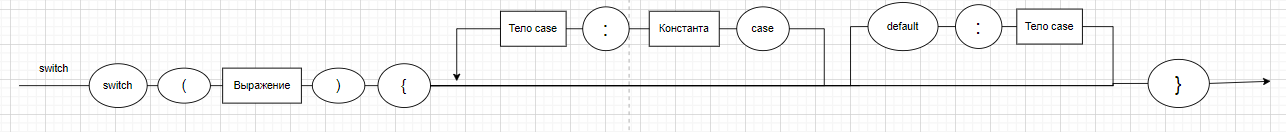 Тело case : Константа case default : Тело case
switch
switch ( Выражение ) { }